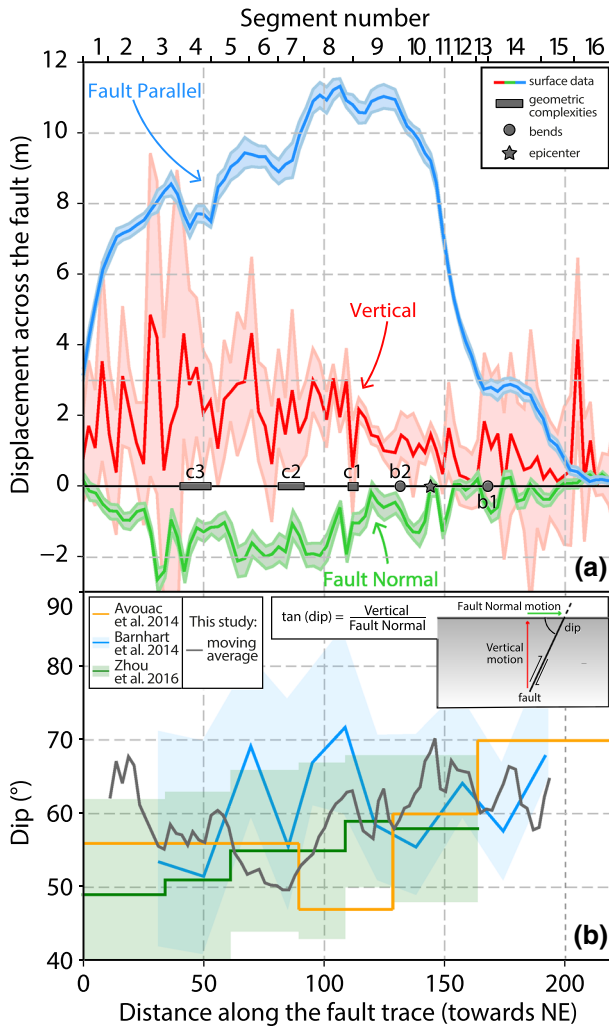 Segment number
1 2 3 4 5 6 7 8 9 10 11 12 13 14 15 16
12
10
8
6
4
2
0
−2
Displacement across the fault (m)
Fault Parallel
surface data
geometric
complexities
bends
epicenter
Vertical
c3
c2
c1
b2
b1
Fault Normal
(a)
90
80
70
60
50
40
Dip (°)
Avouac
et al. 2014
Barnhart
et al. 2014
Zhou
et al. 2016
This study:
moving
average
tan (dip) =
Vertical
Fault Normal
Fault Normal motion
dip
Vertical
motion
fault
(b)
0 50 100 150 200
Distance along the fault trace (towards NE)